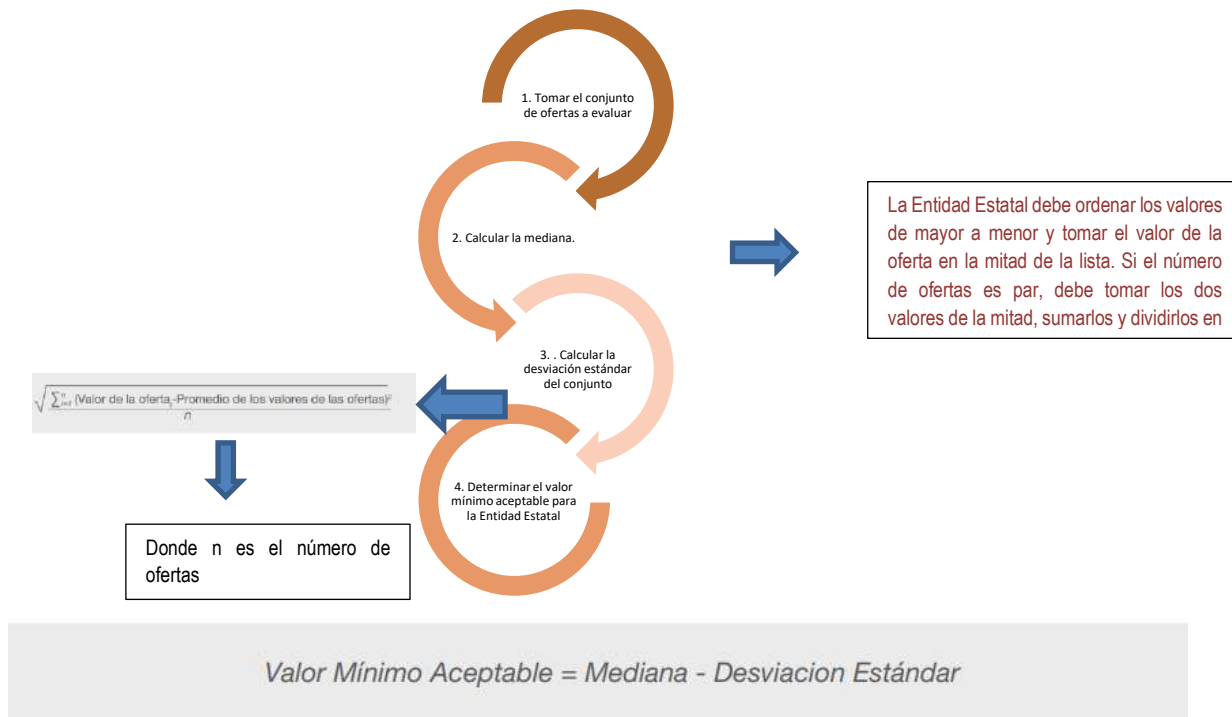 1. Tomar el conjunto
de ofertas a evaluar
2. Calcular la mediana.
La Entidad Estatal debe ordenar los valores
de mayor a menor y tomar el valor de la
oferta en la mitad de la lista. Si el número
de ofertas es par, debe tomar los dos
valores de la mitad, sumarlos y dividirlos en
3. . Calcular la
desviación estándar
del conjunto
√ ∑ⁿᵢ₌₁ (Valor de la ofertaᵢ-Promedio de los valores de las ofertas)²
n
4. Determinar el valor
mínimo aceptable para
la Entidad Estatal
Donde n es el número de
ofertas
Valor Mínimo Aceptable = Mediana - Desviacion Estándar